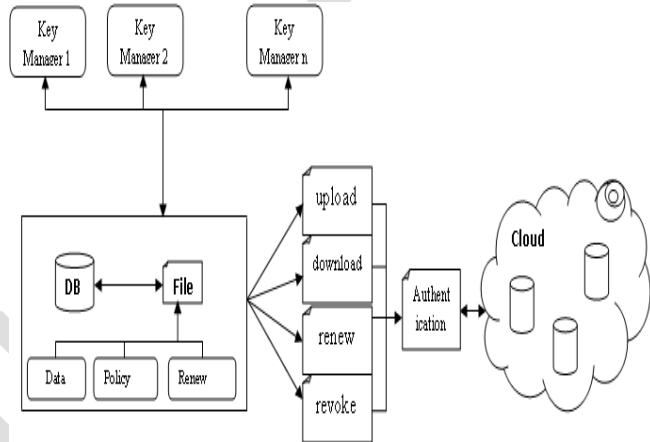 Key
Manager 1
Key
Manager 2
Key
Manager n
upload
download
renew
revoke
DB
File
Data
Policy
Renew
Authent
ication
Cloud